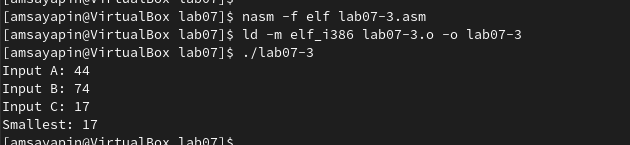 [amsayapin@VirtualBox lab07]$ nasm -f elf lab07-3.asm
[amsayapin@VirtualBox lab07]$ ld -m elf_i386 lab07-3.o -o lab07-3
[amsayapin@VirtualBox lab07]$ ./lab07-3
Input A: 44
Input B: 74
Input C: 17
Smallest: 17
[amsayapin@VirtualBox lab07]$